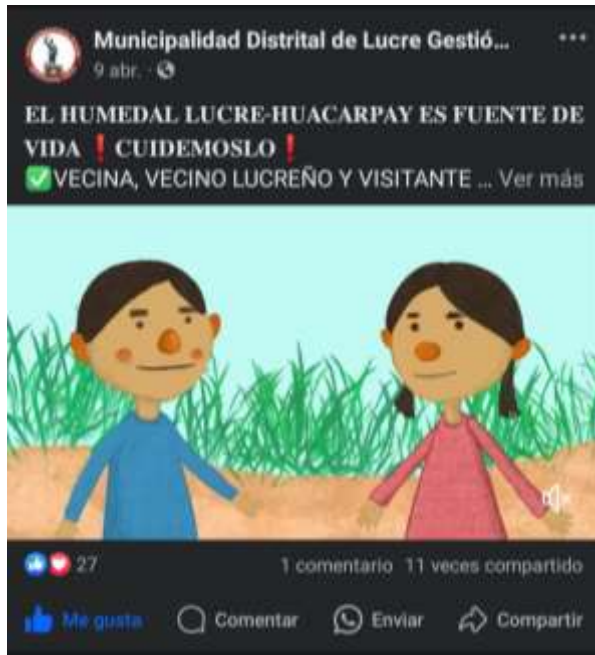 Municipalidad Distrital de Lucre Gestió...
9 abr. ·
EL HUMEDAL LUCRE-HUACARPAY ES FUENTE DE
VIDA❗CUIDEMOSLO❗
✅VECINA, VECINO LUCREÑO Y VISITANTE ... Ver más
27
1 comentario 11 veces compartido
Me gusta Comentar Enviar Compartir